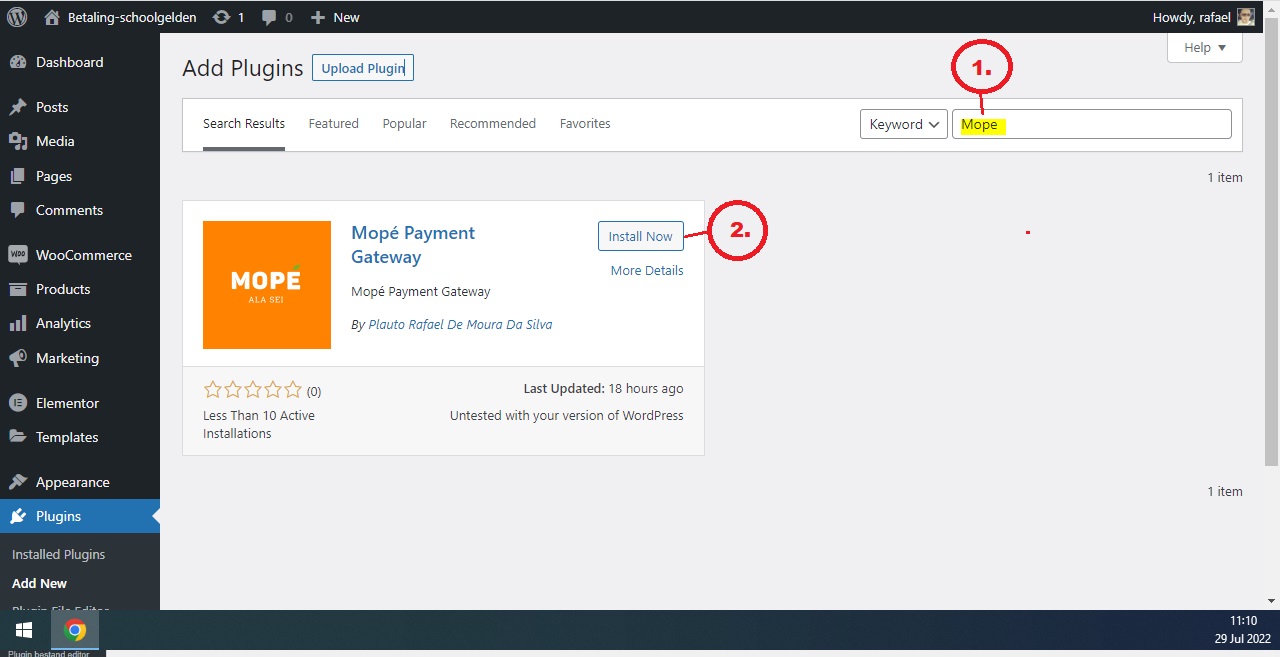 Betaling-schoolgelden 1 0 New Howdy, rafael
Help
Dashboard
Posts
Media
Pages
Comments
WOO WooCommerce
Products
Analytics
Marketing
Elementor
Templates
Appearance
Plugins
Installed Plugins
Add New
Plugin File Editor
Add Plugins Upload Plugin
1.
Search Results Featured Popular Recommended Favorites Keyword Mope
1 item
MOPÉ
ALA SEI
Mopé Payment
Gateway
Mopé Payment Gateway
By Plauto Rafael De Moura Da Silva
Install Now
2.
More Details
(0)
Less Than 10 Active
Installations
Last Updated: 18 hours ago
Untested with your version of WordPress
1 item
11:10
29 Jul 2022
Plugin bestand editor